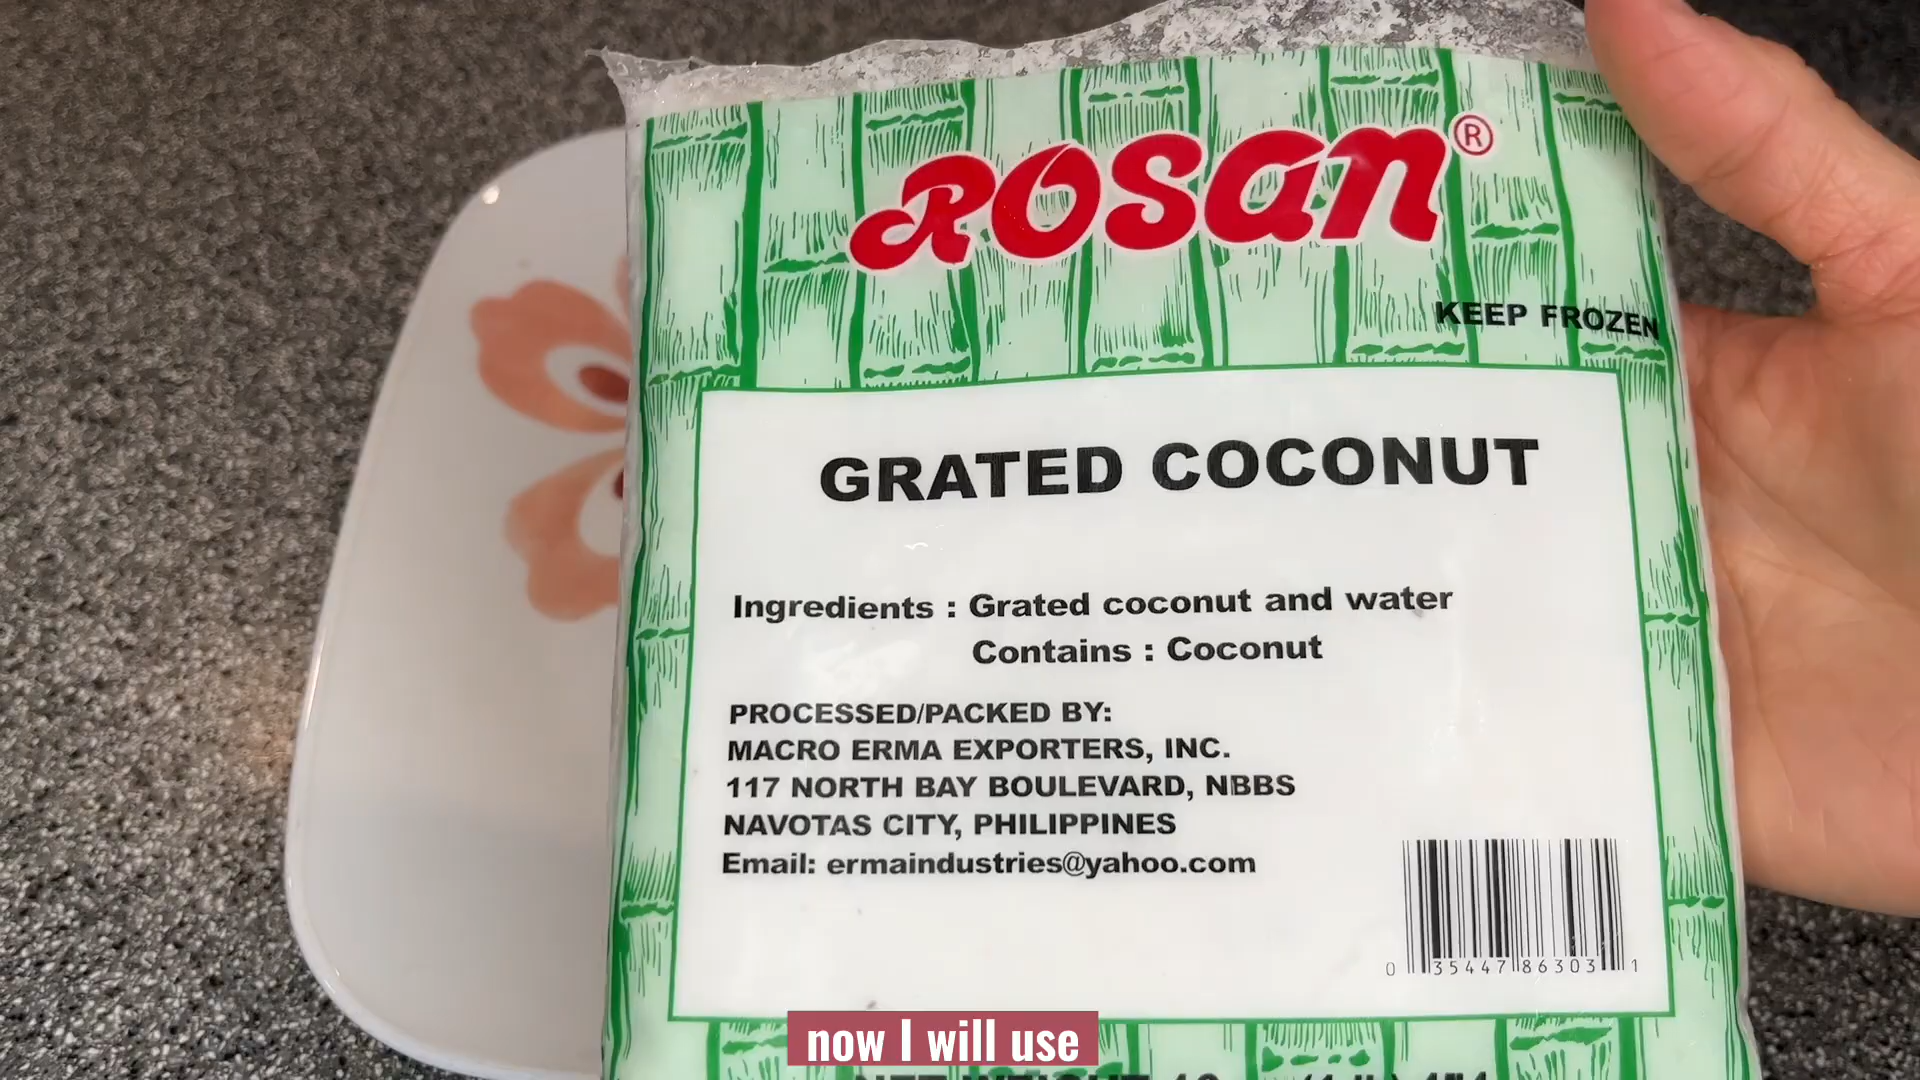 ROSAN®
KEEP FROZEN
GRATED COCONUT
Ingredients : Grated coconut and water
Contains : Coconut
PROCESSED/PACKED BY:
MACRO ERMA EXPORTERS, INC.
117 NORTH BAY BOULEVARD, NBBS
NAVOTAS CITY, PHILIPPINES
Email: ermaindustries@yahoo.com
0 35447 86303 1
now I will use